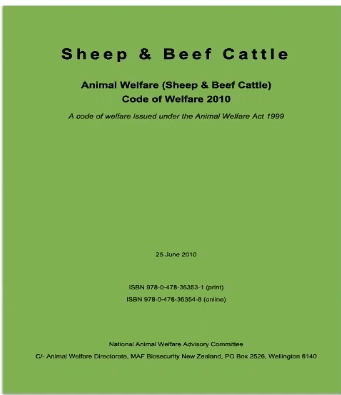 Sheep & Beef Cattle
Animal Welfare (Sheep & Beef Cattle)
Code of Welfare 2010
A code of welfare issued under the Animal Welfare Act 1999
25 June 2010
ISBN 978-0-478-36363-1 (print)
ISBN 978-0-478-36364-8 (online)
National Animal Welfare Advisory Committee
C/- Animal Welfare Directorate, MAF Biosecurity New Zealand, PO Box 2526, Wellington 6140